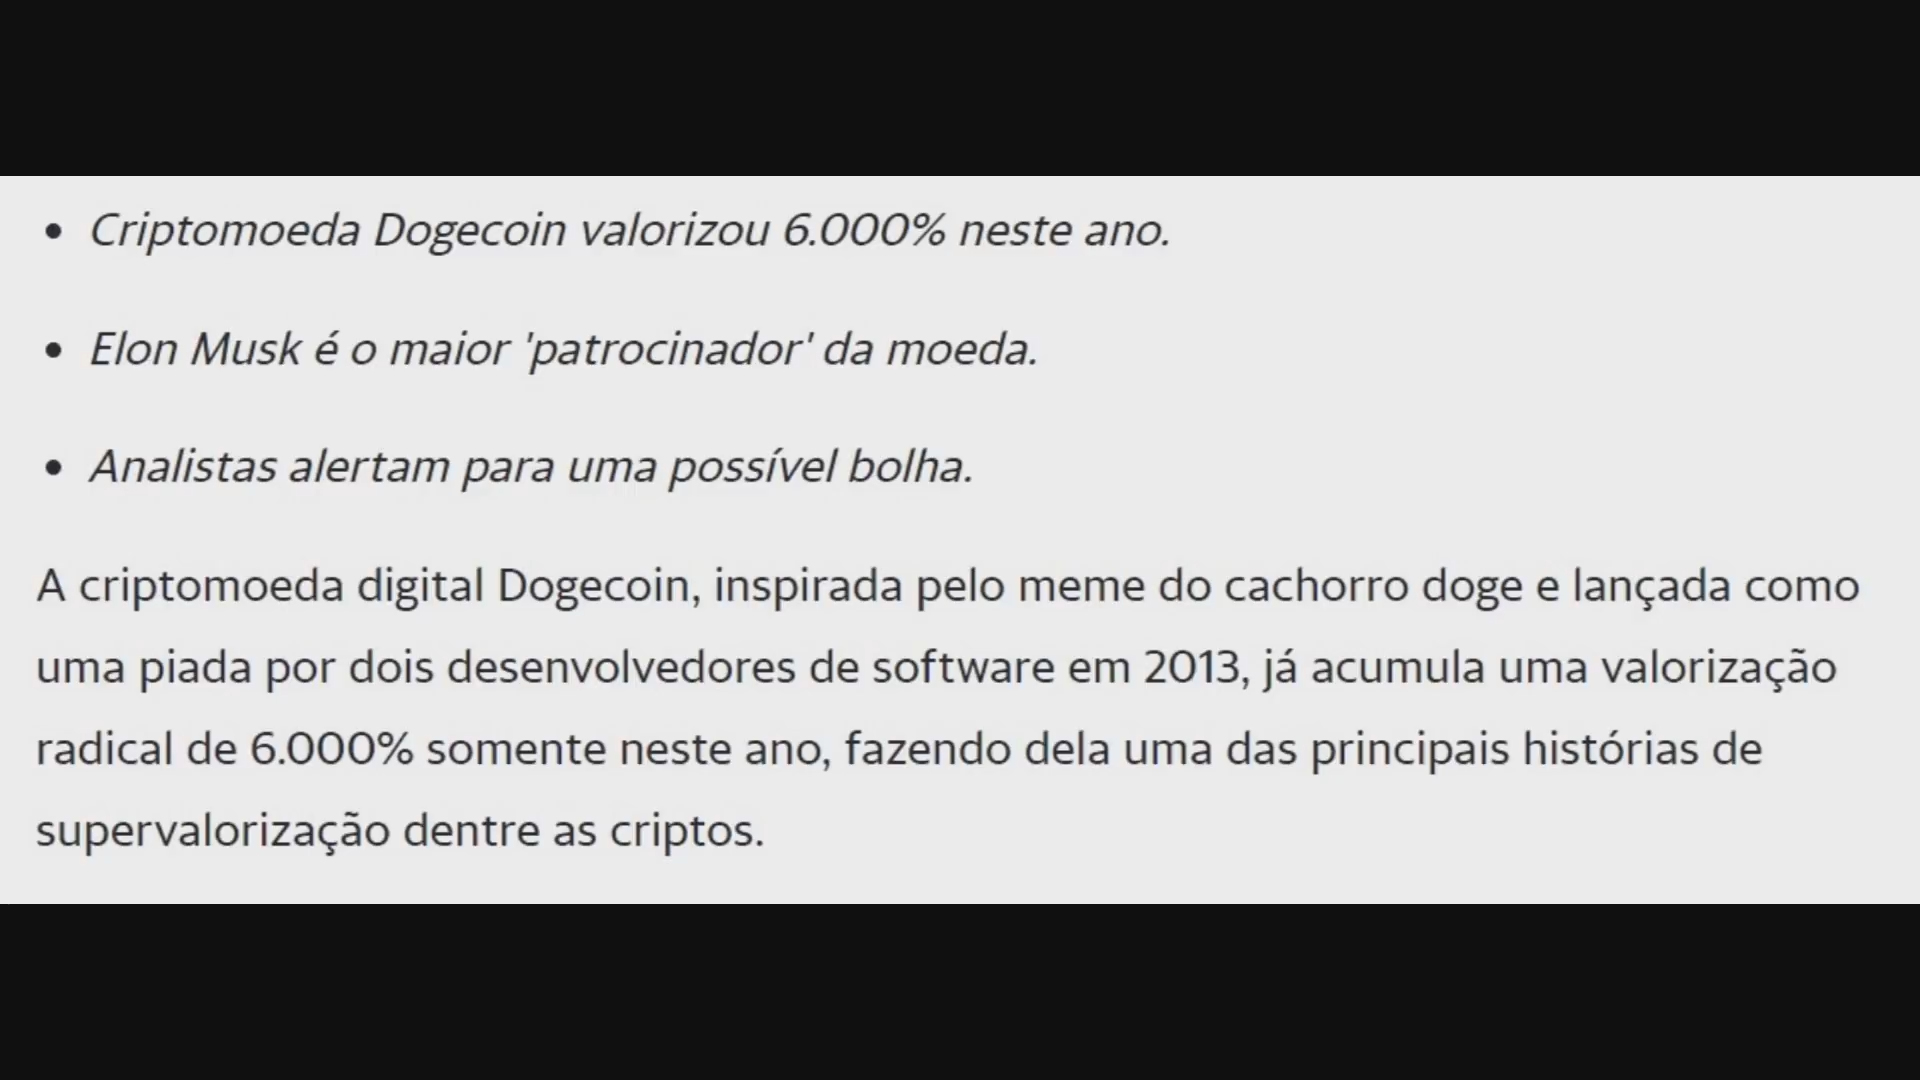 • Criptomoeda Dogecoin valorizou 6.000% neste ano.
• Elon Musk é o maior 'patrocinador' da moeda.
• Analistas alertam para uma possível bolha.
A criptomoeda digital Dogecoin, inspirada pelo meme do cachorro doge e lançada como
uma piada por dois desenvolvedores de software em 2013, já acumula uma valorização
radical de 6.000% somente neste ano, fazendo dela uma das principais histórias de
supervalorização dentre as criptos.